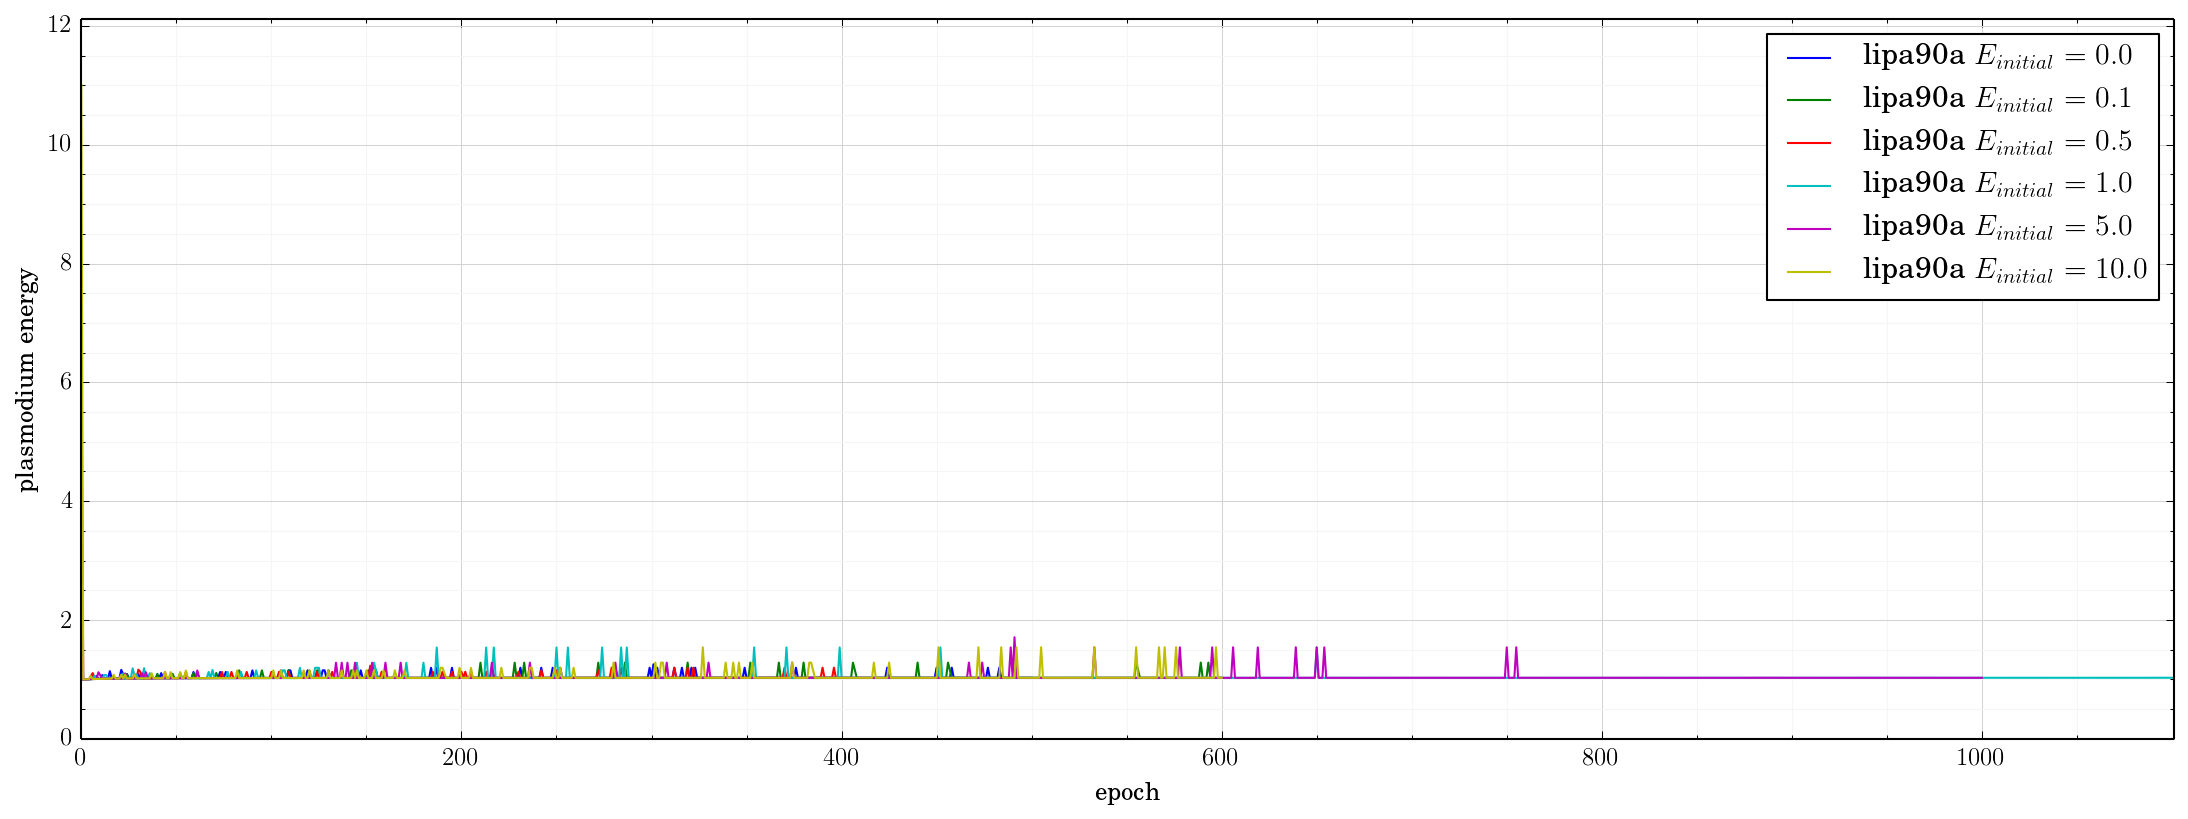 12
10
8
6
4
2
0
plasmodium energy
0 200 400 600 800 1000
epoch
lipa90a E_{initial} = 0.0
lipa90a E_{initial} = 0.1
lipa90a E_{initial} = 0.5
lipa90a E_{initial} = 1.0
lipa90a E_{initial} = 5.0
lipa90a E_{initial} = 10.0